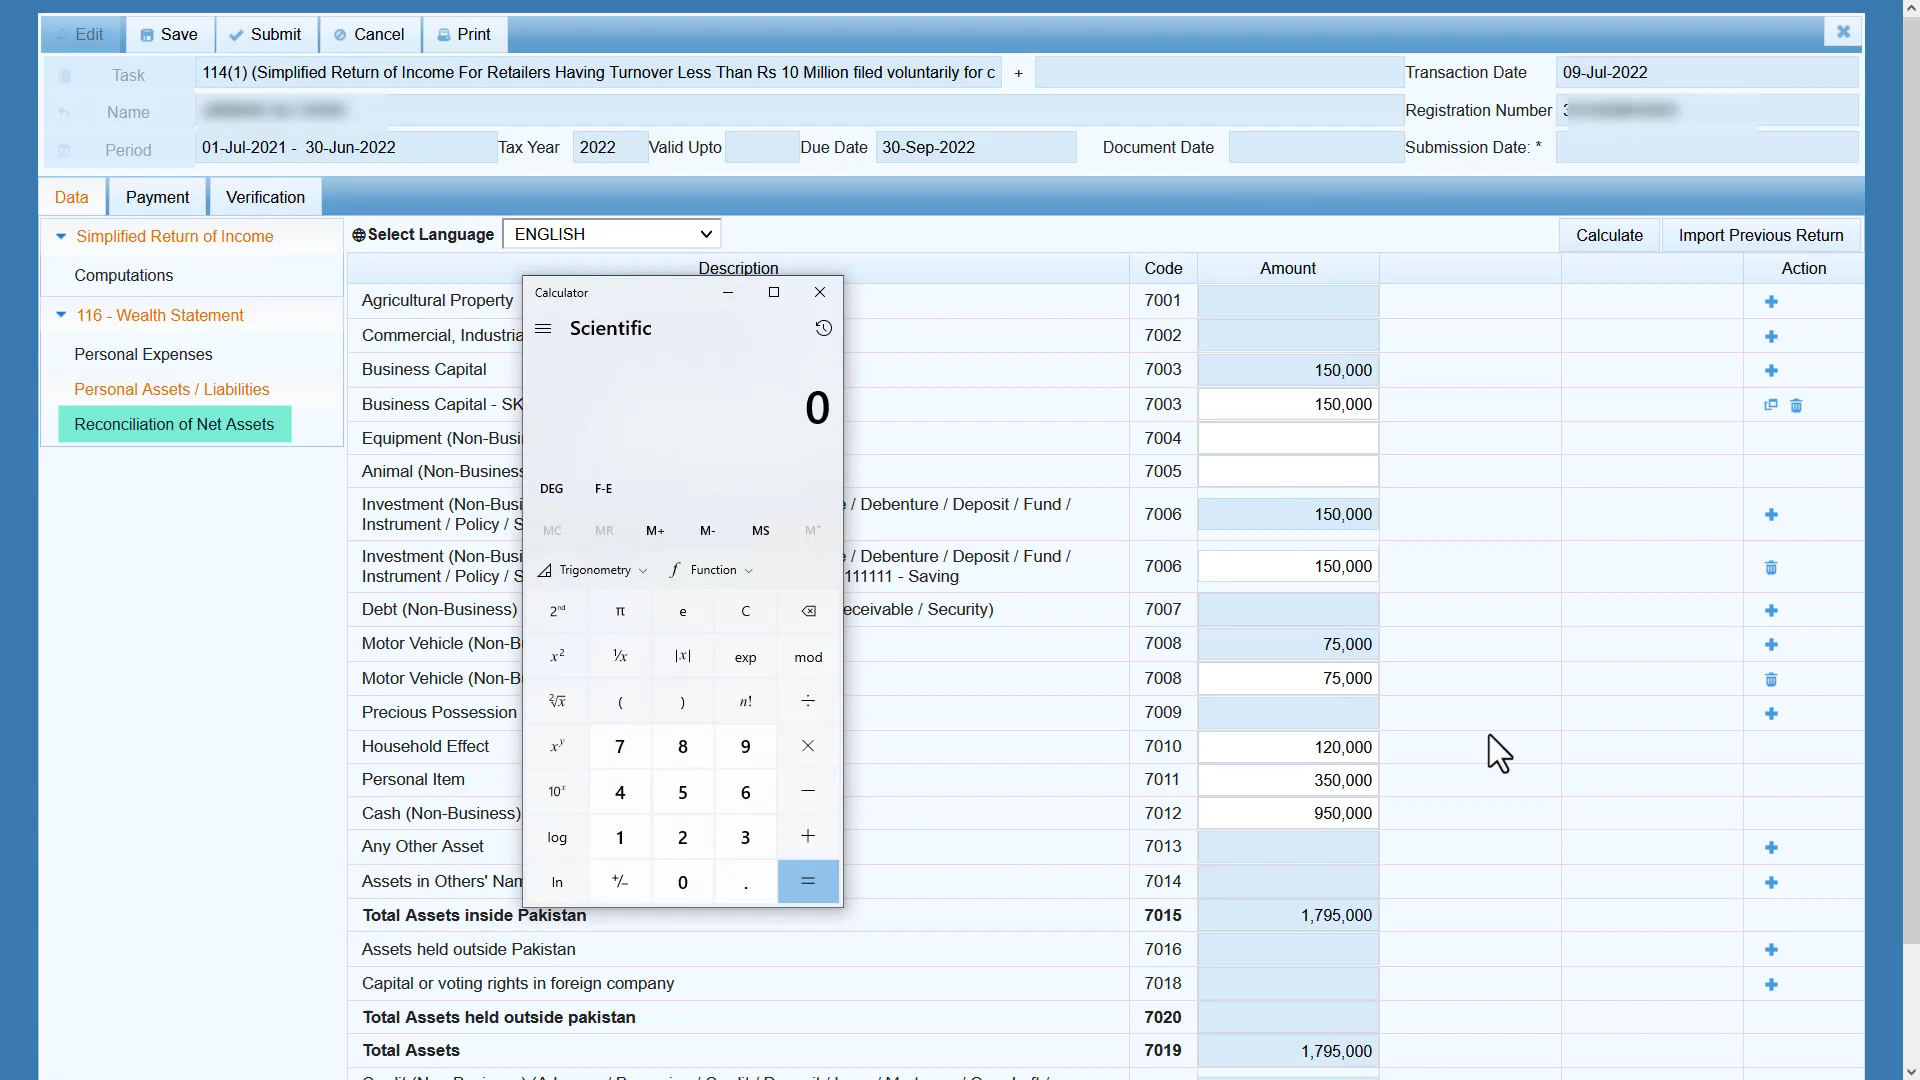 Edit Save Submit Cancel Print
Task 114(1) (Simplified Return of Income For Retailers Having Turnover Less Than Rs 10 Million filed voluntarily for c + Transaction Date 09-Jul-2022
Name Registration Number 3
Period 01-Jul-2021 - 30-Jun-2022 Tax Year 2022 Valid Upto Due Date 30-Sep-2022 Document Date Submission Date: *
Data Payment Verification
Simplified Return of Income
Computations
116 - Wealth Statement
Personal Expenses
Personal Assets / Liabilities
Reconciliation of Net Assets
Select Language ENGLISH Calculate Import Previous Return
Description Code Amount Action
Agricultural Property 7001
Commercial, Industria 7002
Business Capital 7003 150,000
Business Capital - SK 7003 150,000
Equipment (Non-Busi 7004
Animal (Non-Business 7005
Investment (Non-Busi / Debenture / Deposit / Fund /
Instrument / Policy / S 7006 150,000
Investment (Non-Busi / Debenture / Deposit / Fund /
Instrument / Policy / S 111111 - Saving 7006 150,000
Debt (Non-Business) eceivable / Security) 7007
Motor Vehicle (Non-B 7008 75,000
Motor Vehicle (Non-B 7008 75,000
Precious Possession 7009
Household Effect 7010 120,000
Personal Item 7011 350,000
Cash (Non-Business) 7012 950,000
Any Other Asset 7013
Assets in Others' Nam 7014
Total Assets inside Pakistan 7015 1,795,000
Assets held outside Pakistan 7016
Capital or voting rights in foreign company 7018
Total Assets held outside pakistan 7020
Total Assets 7019 1,795,000
Calculator
Scientific
0
DEG F-E
MC MR M+ M- MS M˅
Trigonometry f Function
2ⁿᵈ π e C
x² ¹/x |x| exp mod
²√x ( ) n! ÷
xʸ 7 8 9 ×
10ˣ 4 5 6 −
log 1 2 3 +
ln +/− 0 . =